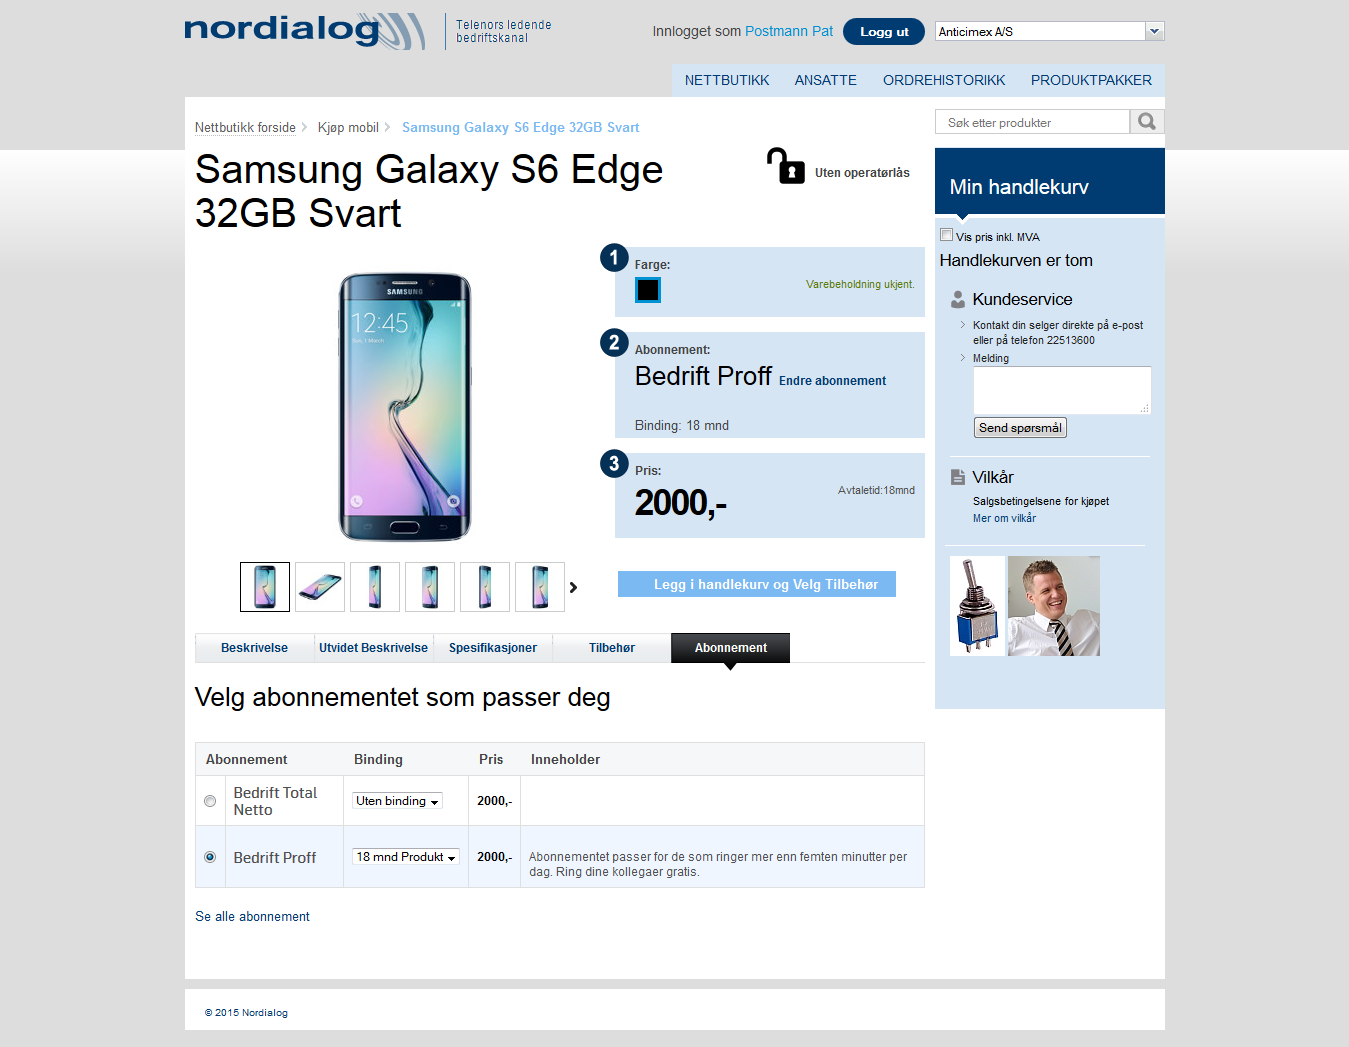 nordialog
Telenors ledende
bedriftskanal
Innlogget som Postmann Pat
Logg ut
Anticimex A/S
NETTBUTIKK ANSATTE ORDREHISTORIKK PRODUKTPAKKER
Nettbutikk forside Kjøp mobil Samsung Galaxy S6 Edge 32GB Svart
Søk etter produkter
Samsung Galaxy S6 Edge
32GB Svart
Uten operatørlås
Min handlekurv
Vis pris inkl. MVA
Handlekurven er tom
1
Farge:
Varebeholdning ukjent.
SAMSUNG
12:45
Sun, 1 March
Kundeservice
Kontakt din selger direkte på e-post
eller på telefon 22513600
Melding
Send spørsmål
2
Abonnement:
Bedrift Proff Endre abonnement
Binding: 18 mnd
3
Pris:
2000,-
Avtaletid:18mnd
Vilkår
Salgsbetingelsene for kjøpet
Mer om vilkår
Legg i handlekurv og Velg Tilbehør
Beskrivelse Utvidet Beskrivelse Spesifikasjoner Tilbehør Abonnement
Velg abonnementet som passer deg
Abonnement Binding Pris Inneholder
Bedrift Total
Netto
Uten binding
2000,-
Bedrift Proff
18 mnd Produkt
2000,-
Abonnementet passer for de som ringer mer enn femten minutter per
dag. Ring dine kollegaer gratis.
Se alle abonnement
© 2015 Nordialog